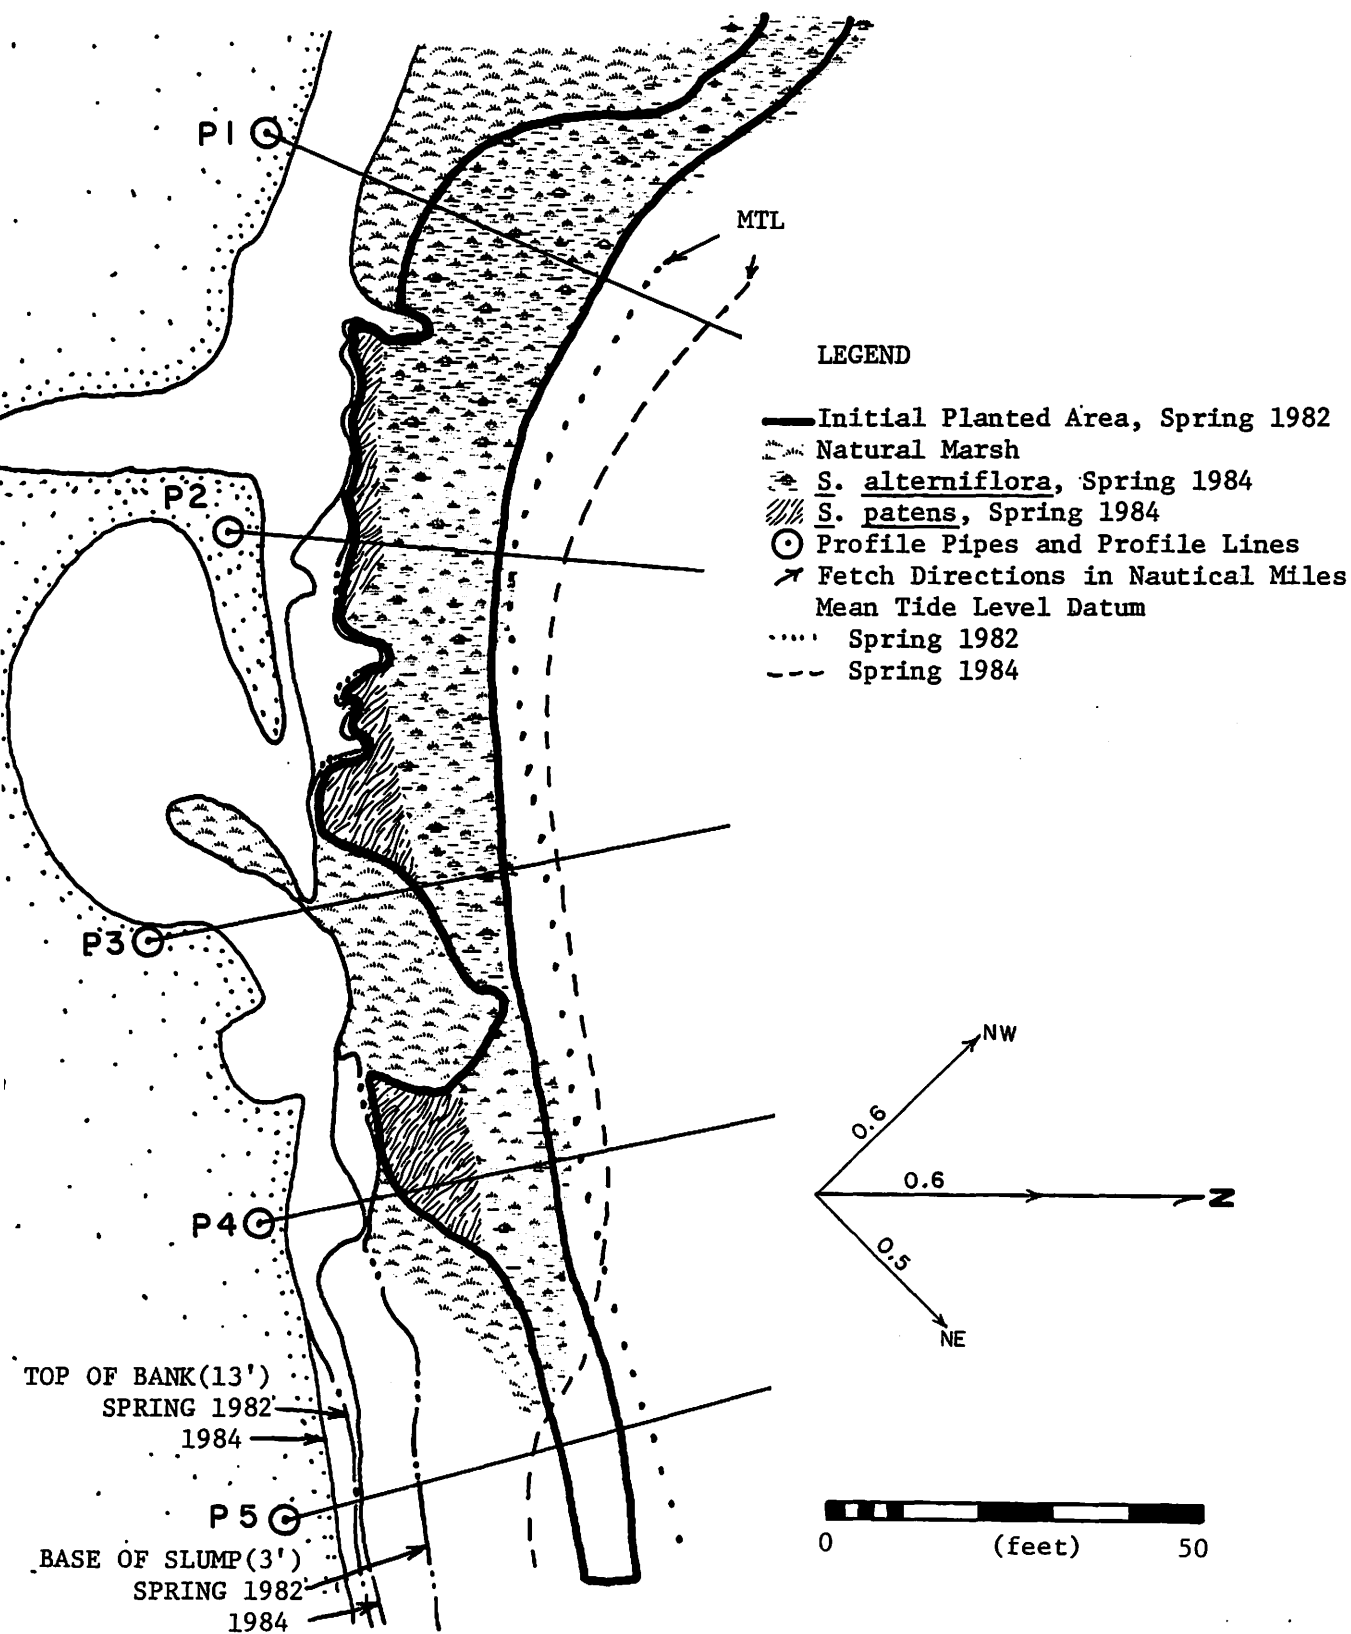 P1
MTL
LEGEND
Initial Planted Area, Spring 1982
Natural Marsh
S. alterniflora, Spring 1984
S. patens, Spring 1984
Profile Pipes and Profile Lines
Fetch Directions in Nautical Miles
Mean Tide Level Datum
Spring 1982
Spring 1984
P2
P3
NW
0.6
0.6
N
0.5
NE
P4
TOP OF BANK(13')
SPRING 1982
1984
P5
BASE OF SLUMP(3')
SPRING 1982
1984
0 (feet) 50